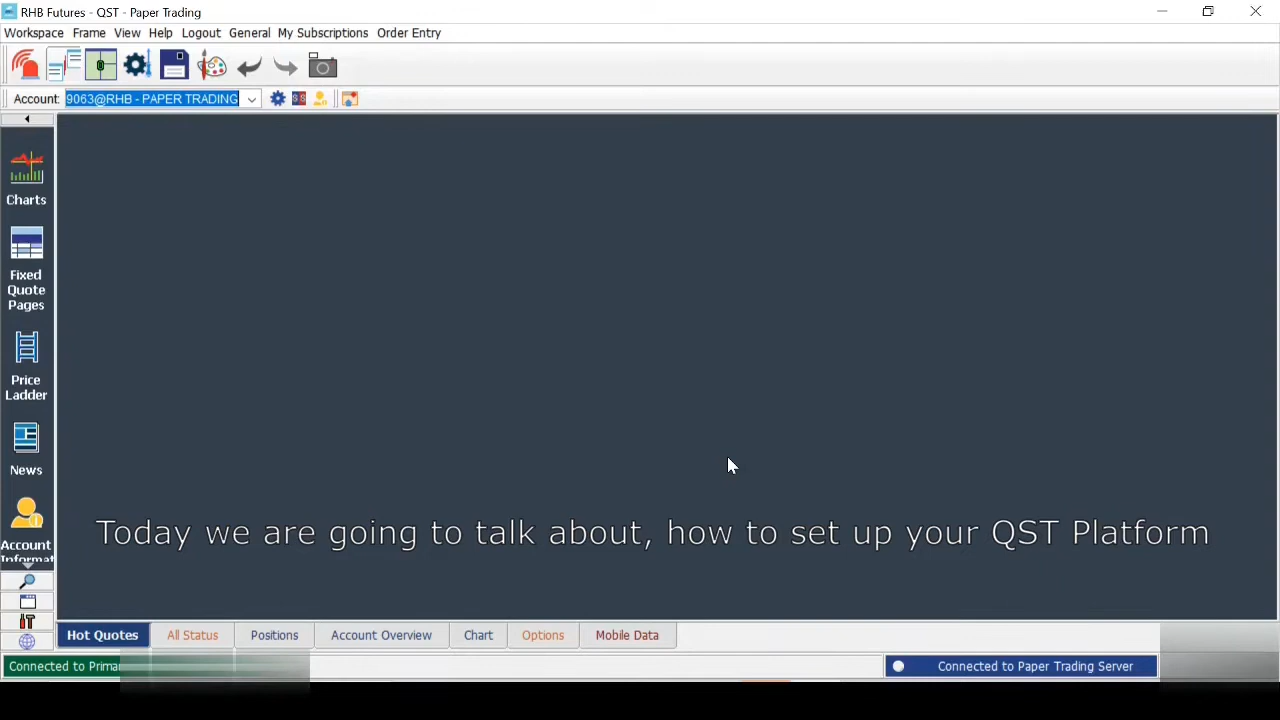 RHB Futures - QST - Paper Trading
Workspace Frame View Help Logout General My Subscriptions Order Entry
Account: 9063@RHB - PAPER TRADING
Charts
Fixed
Quote
Pages
Price
Ladder
News
Account
Today we are going to talk about, how to set up your QST Platform
Hot Quotes All Status Positions Account Overview Chart Options Mobile Data
Connected to Prima
Connected to Paper Trading Server